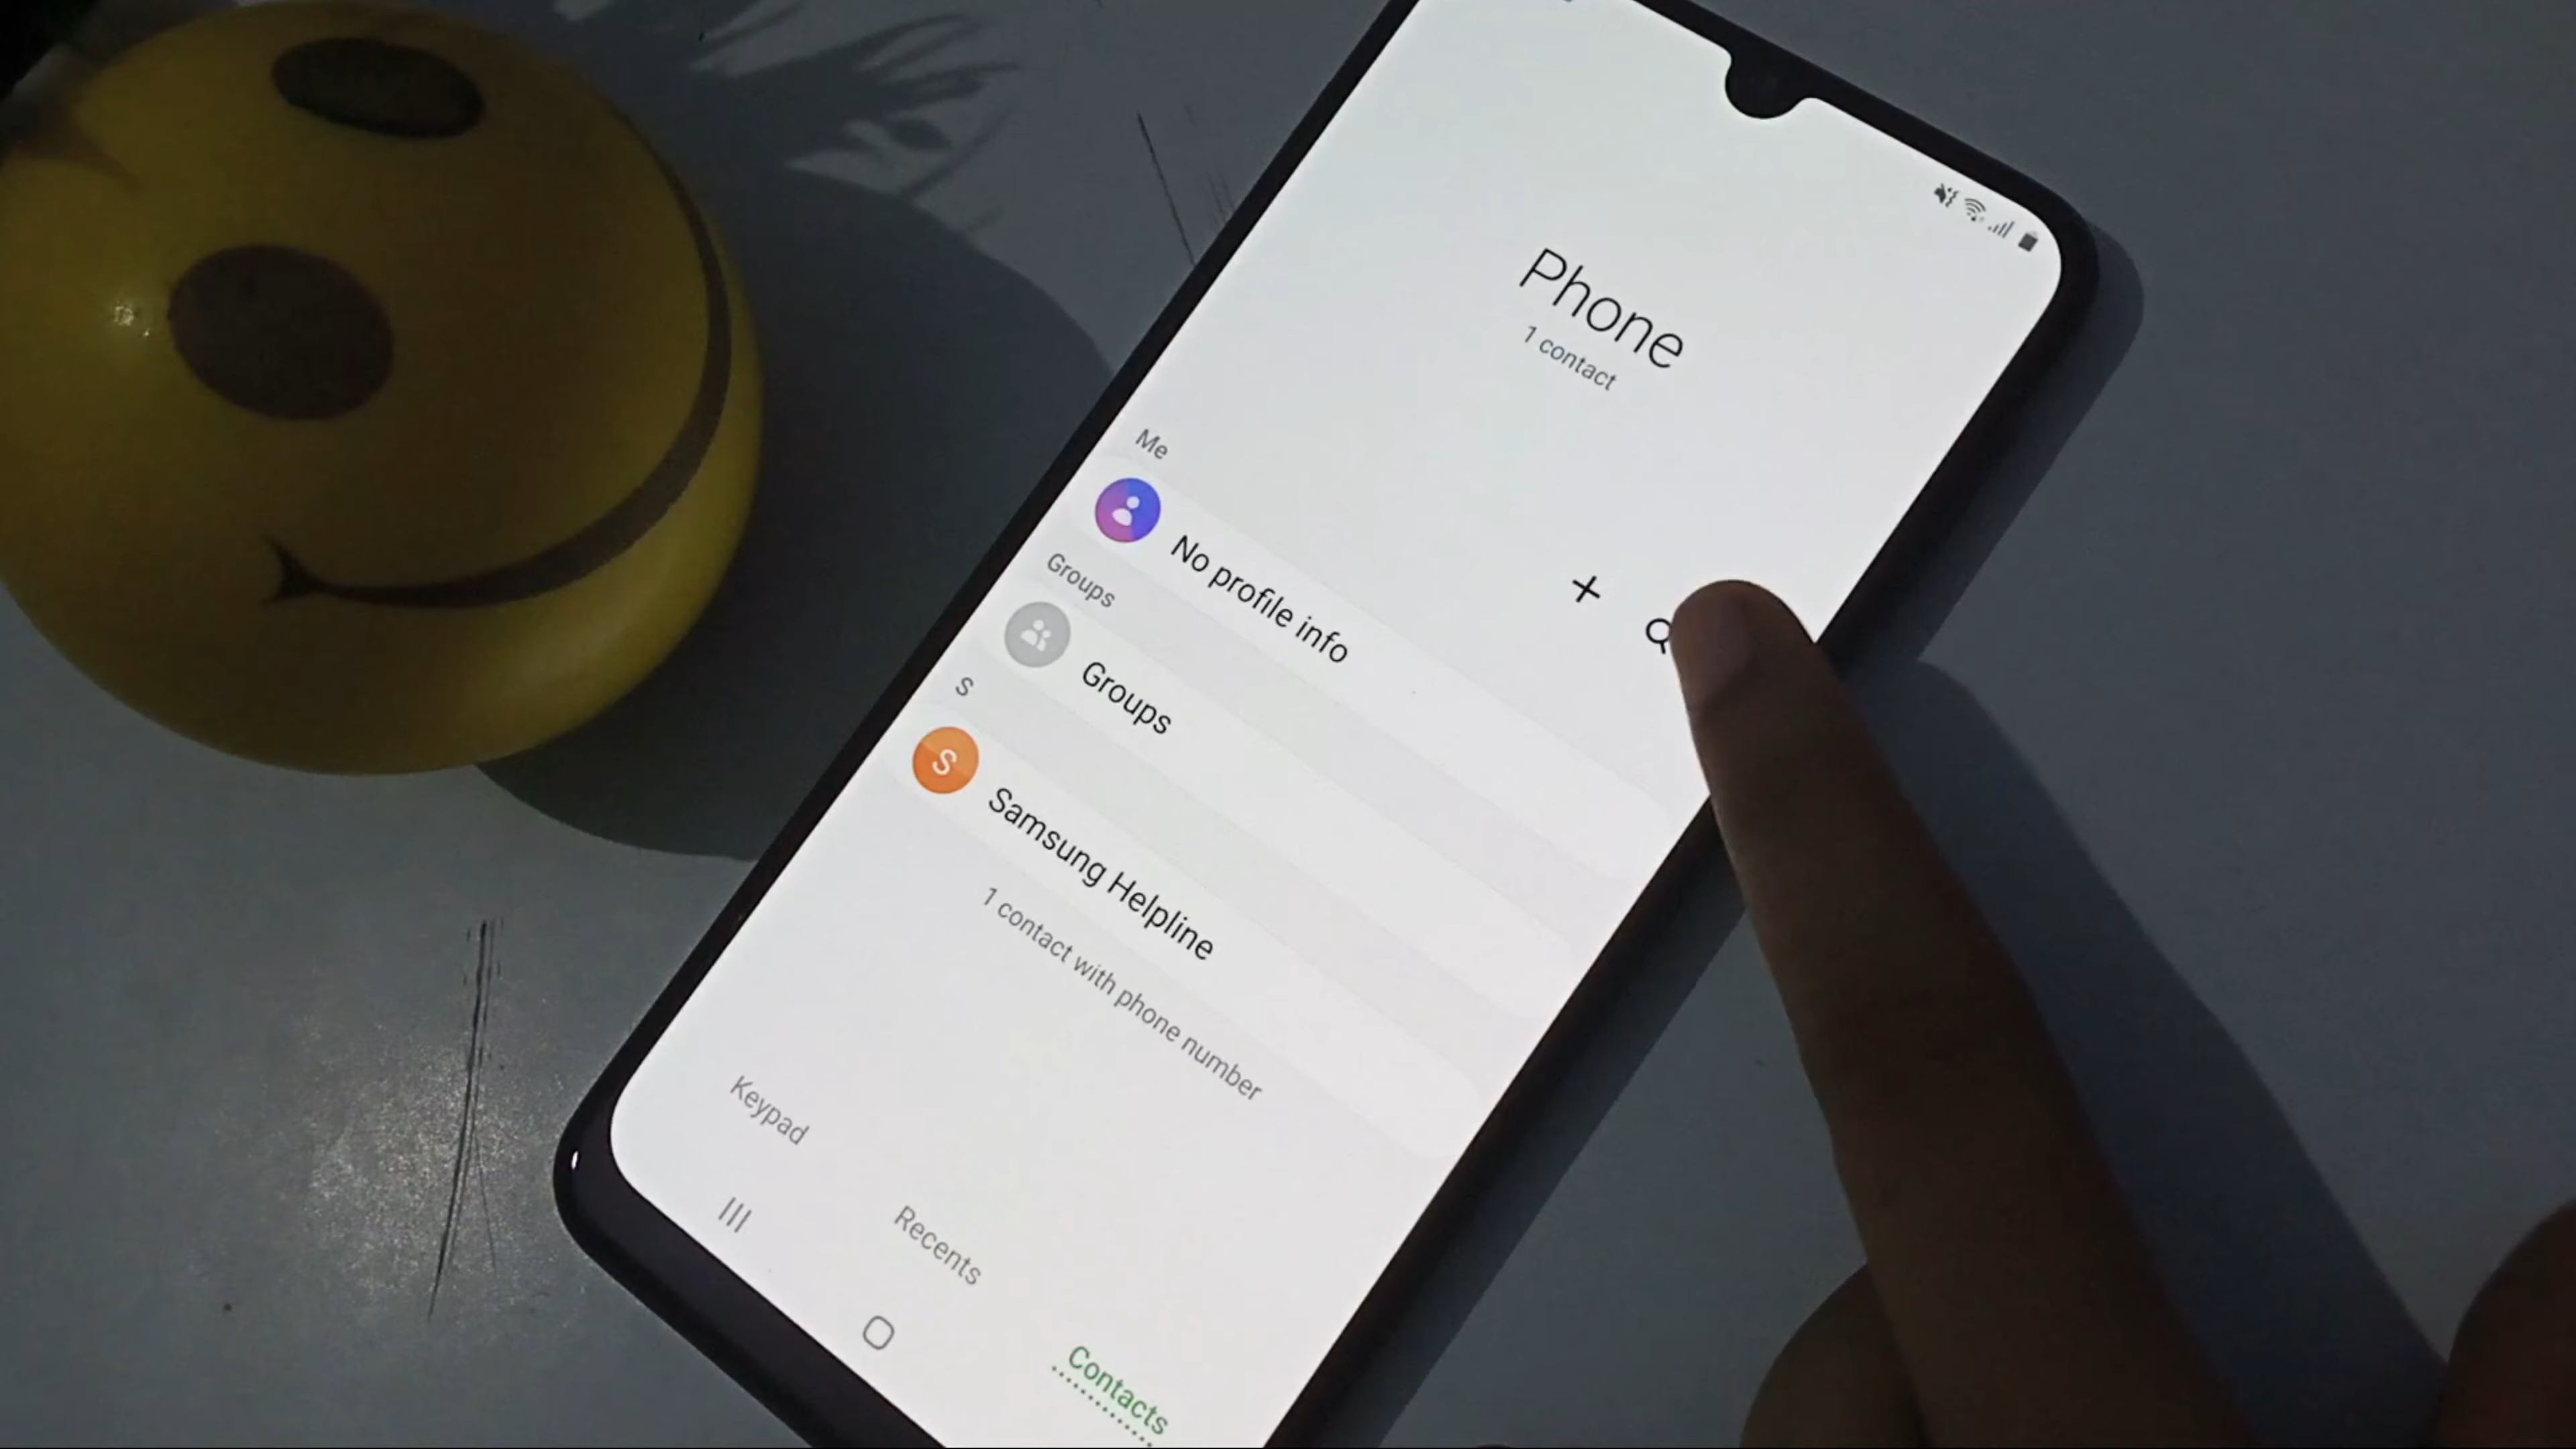 Phone
1 contact
Me
No profile info
Groups
Groups
S
S
Samsung Helpline
1 contact with phone number
Keypad
Recents
Contacts